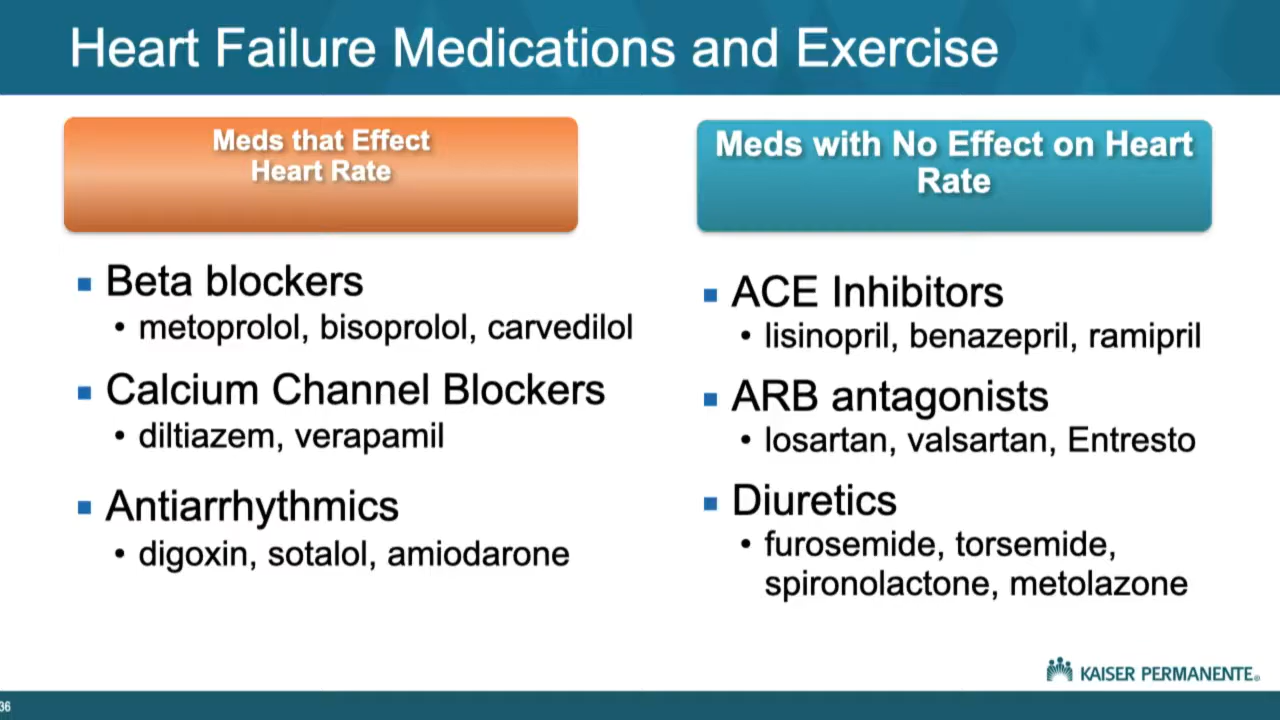 Heart Failure Medications and Exercise
Meds that Effect
Heart Rate
▪ Beta blockers
• metoprolol, bisoprolol, carvedilol
▪ Calcium Channel Blockers
• diltiazem, verapamil
▪ Antiarrhythmics
• digoxin, sotalol, amiodarone
Meds with No Effect on Heart
Rate
▪ ACE Inhibitors
• lisinopril, benazepril, ramipril
▪ ARB antagonists
• losartan, valsartan, Entresto
▪ Diuretics
• furosemide, torsemide,
spironolactone, metolazone
KAISER PERMANENTE®
36